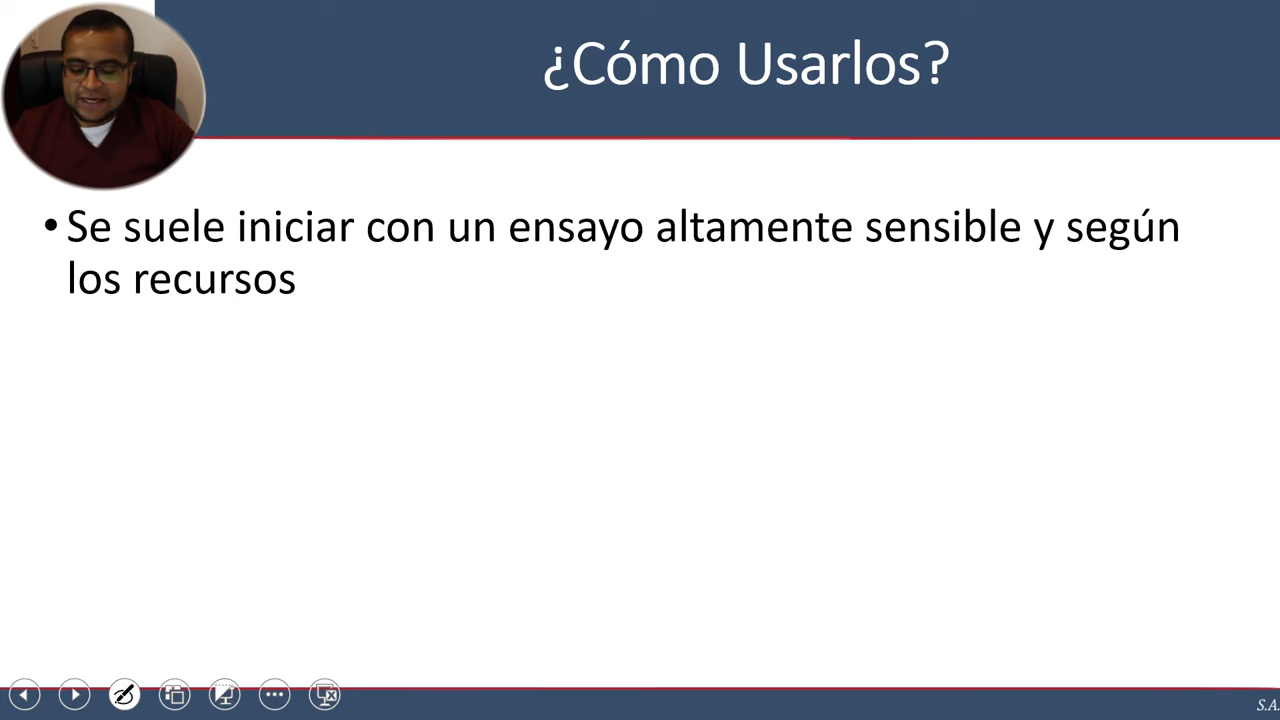 ¿Cómo Usarlos?
• Se suele iniciar con un ensayo altamente sensible y según
los recursos
S.A.